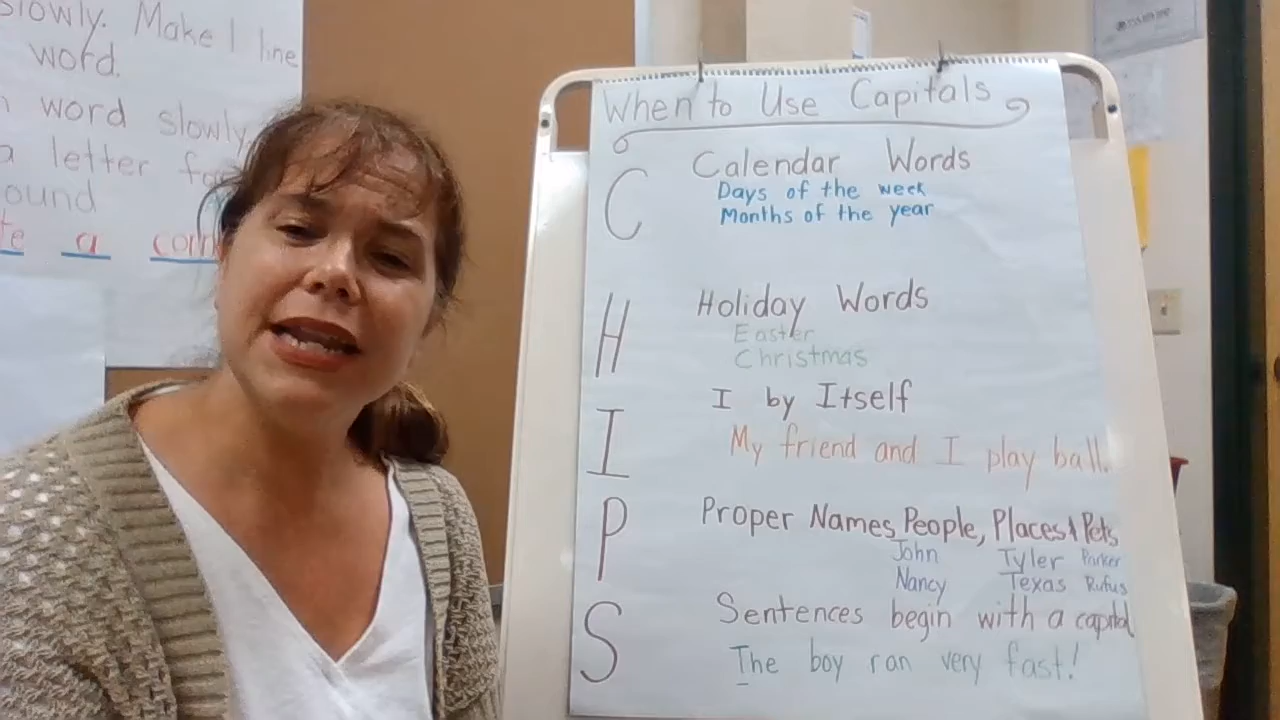 slowly. Make 1 line
word.
word slowly
a letter
ound
a
When to Use Capitals
C Calendar Words
Days of the week
Months of the year
H Holiday Words
Easter
Christmas
I I by Itself
My friend and I play ball.
P Proper Names, People, Places & Pets
John Tyler Parker
Nancy Texas Rufus
S Sentences begin with a capital
The boy ran very fast!